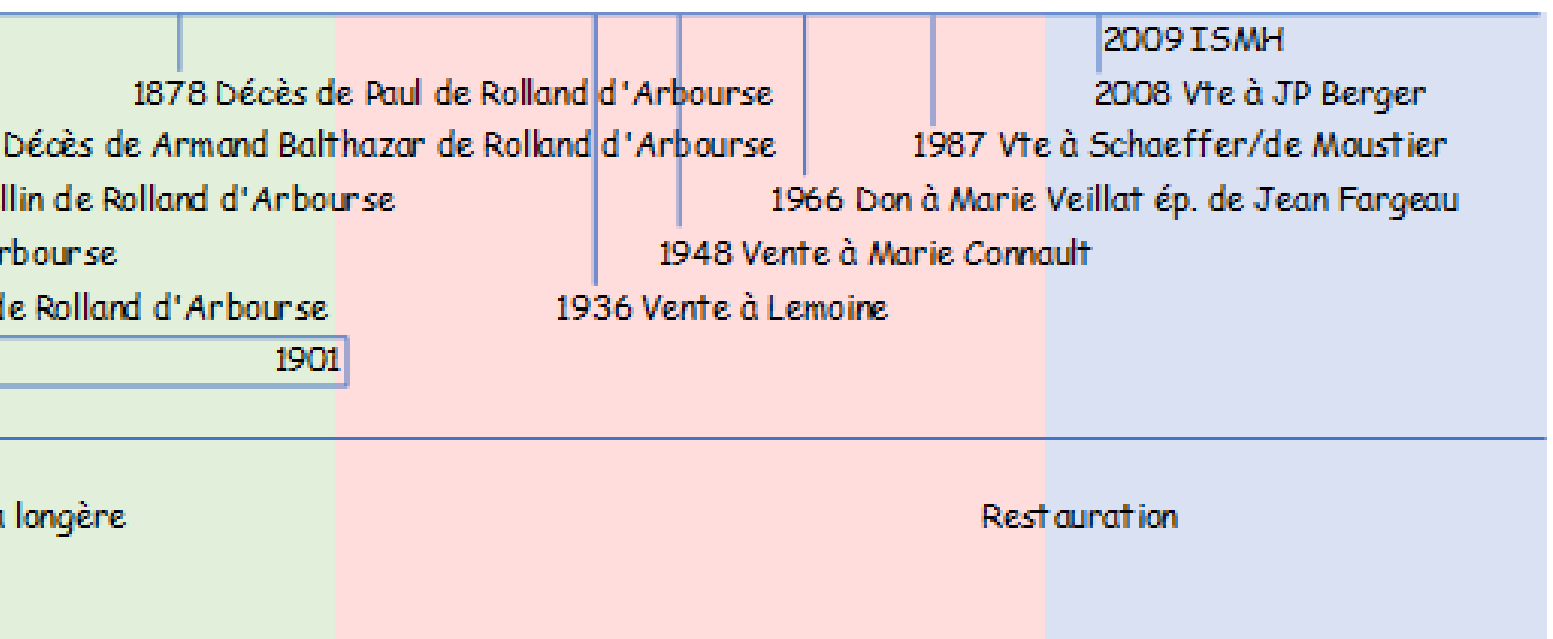 2009 ISMH
1878 Décès de Paul de Rolland d'Arbourse
2008 Vte à JP Berger
Décès de Armand Balthazar de Rolland d'Arbourse
1987 Vte à Schaeffer/de Moustier
llin de Rolland d'Arbourse
1966 Don à Marie Veillat ép. de Jean Fargeau
rbourse
1948 Vente à Marie Connault
de Rolland d'Arbourse
1936 Vente à Lemoine
1901
a longère
Restauration